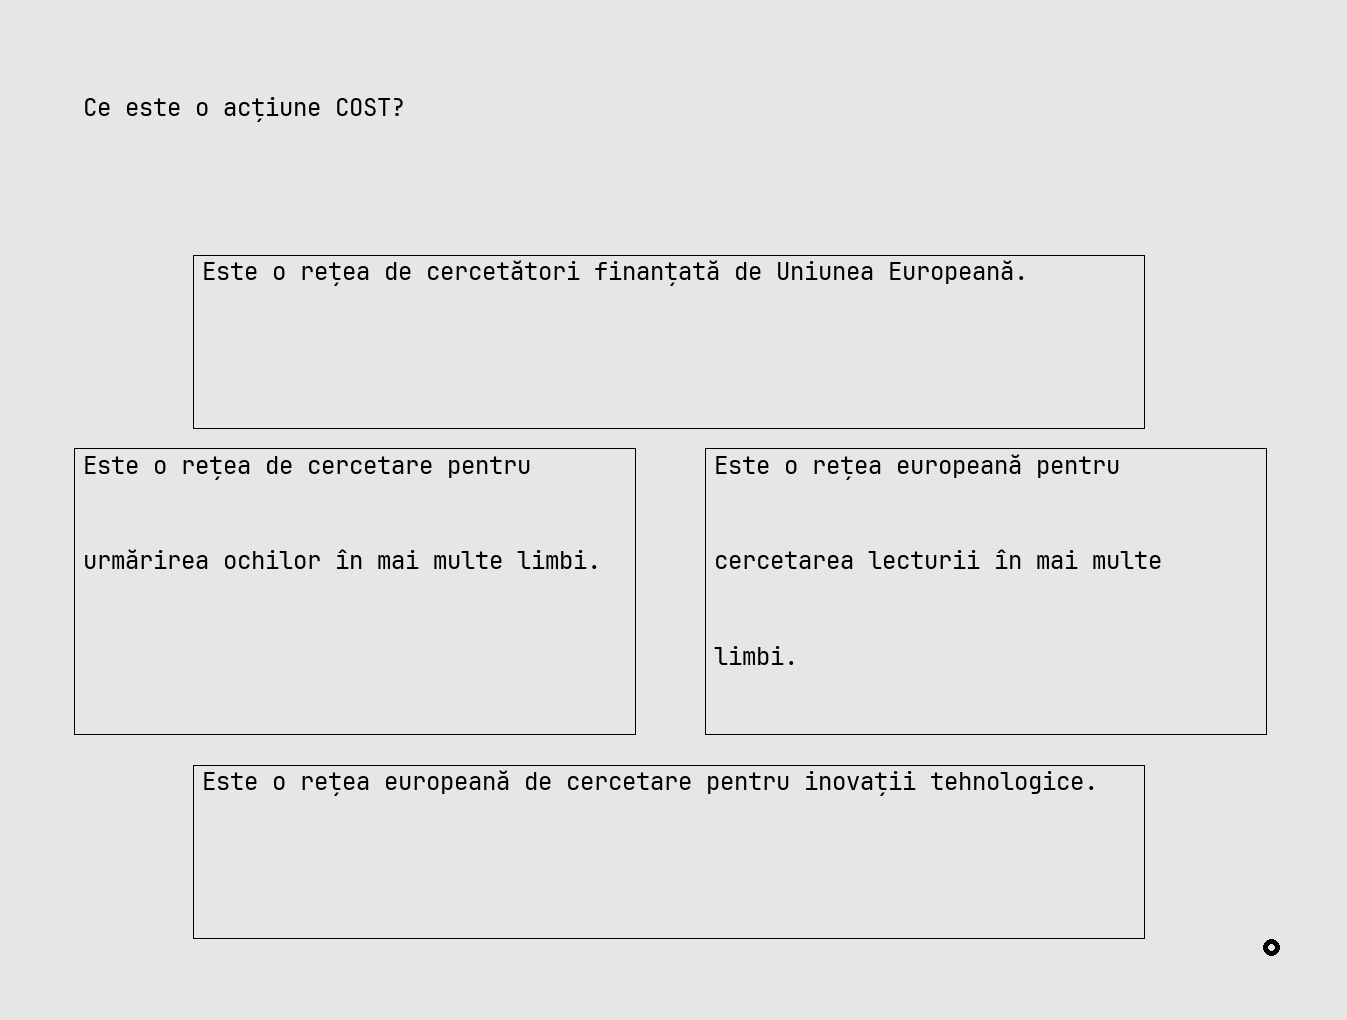 Ce este o acțiune COST?
Este o rețea de cercetători finanțată de Uniunea Europeană.
Este o rețea de cercetare pentru
urmărirea ochilor în mai multe limbi.
Este o rețea europeană pentru
cercetarea lecturii în mai multe
limbi.
Este o rețea europeană de cercetare pentru inovații tehnologice.